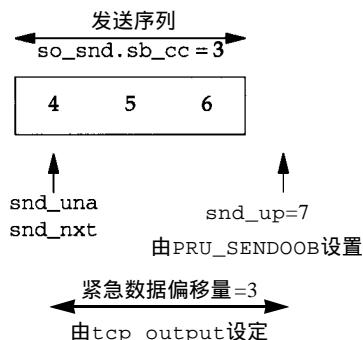 发送序列
so_snd.sb_cc=3
4 5 6
snd_una
snd_nxt
snd_up=7
由PRU_SENDOOB设置
紧急数据偏移量=3
由tcp output设定